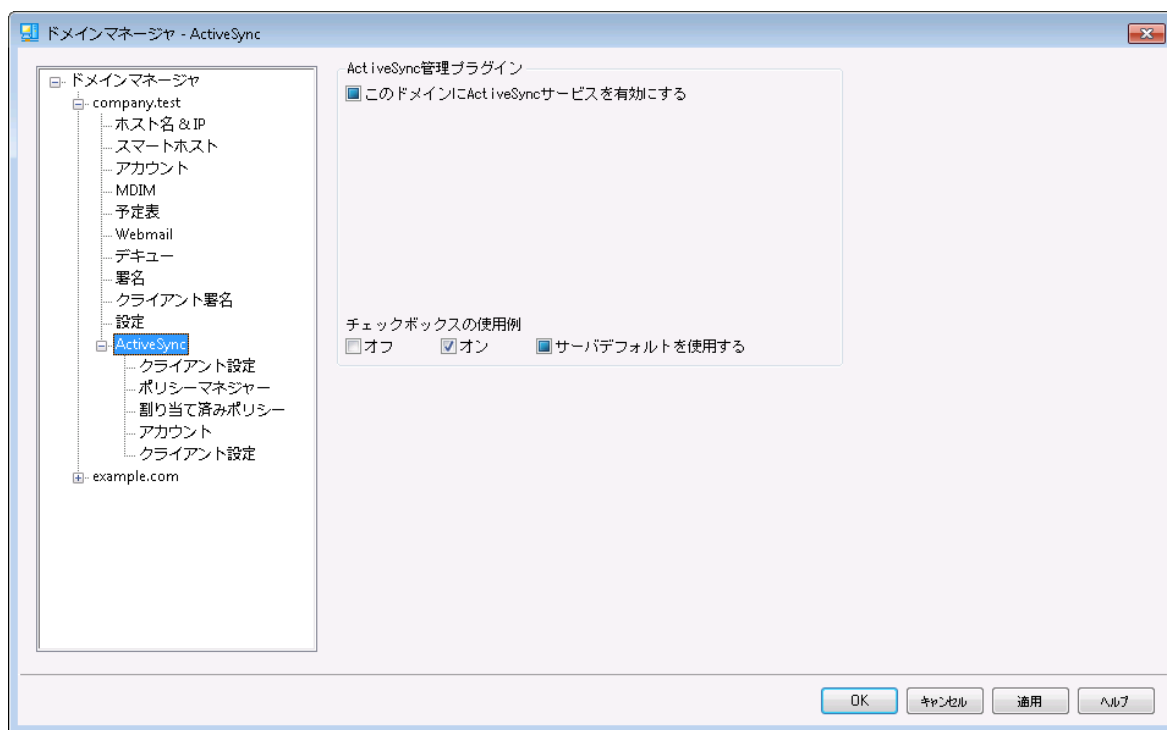 ドメインマネージャ - ActiveSync
ドメインマネージャ
company.test
ホスト名 & IP
スマートホスト
アカウント
MDIM
予定表
Webmail
デキュー
署名
クライアント署名
設定
ActiveSync
クライアント設定
ポリシーマネジャー
割り当て済みポリシー
アカウント
クライアント設定
example.com
ActiveSync管理プラグイン
このドメインにActiveSyncサービスを有効にする
チェックボックスの使用例
オフ オン サーバデフォルトを使用する
OK キャンセル 適用 ヘルプ